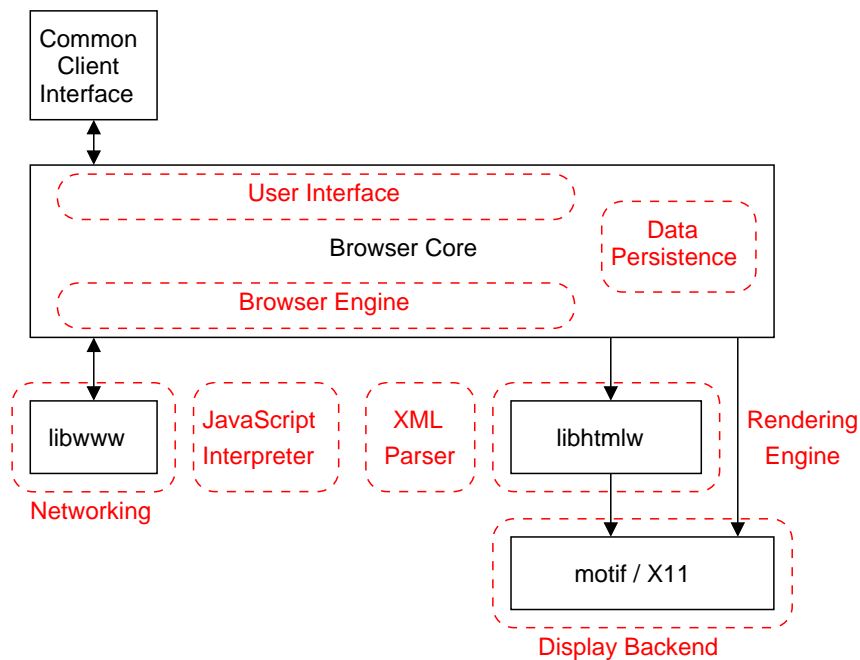 Common
Client
Interface
User Interface
Browser Core
Data
Persistence
Browser Engine
libwww
JavaScript
Interpreter
XML
Parser
libhtmlw
Rendering
Engine
Networking
motif / X11
Display Backend